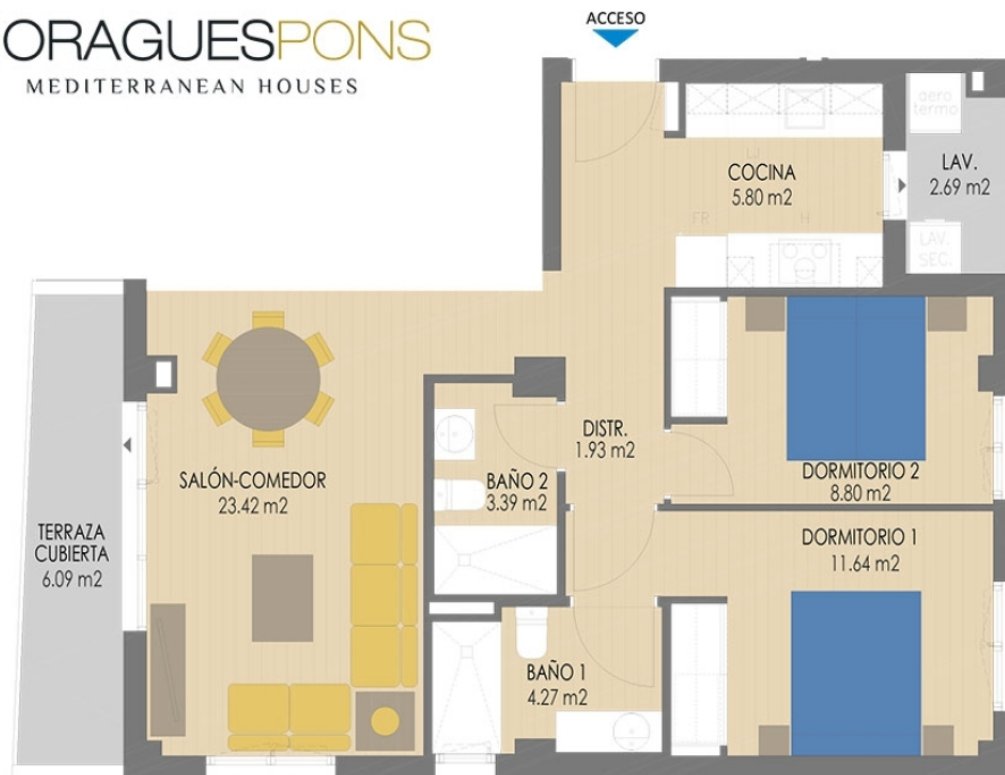 ORAGUESPONS
MEDITERRANEAN HOUSES
ACCESO
aero
termo
LAV.
2.69 m2
COCINA
5.80 m2
LJ
FR
H
LAV.
SEC.
DISTR.
1.93 m2
DORMITORIO 2
8.80 m2
SALÓN-COMEDOR
23.42 m2
BAÑO 2
3.39 m2
TERRAZA
CUBIERTA
6.09 m2
DORMITORIO 1
11.64 m2
BAÑO 1
4.27 m2